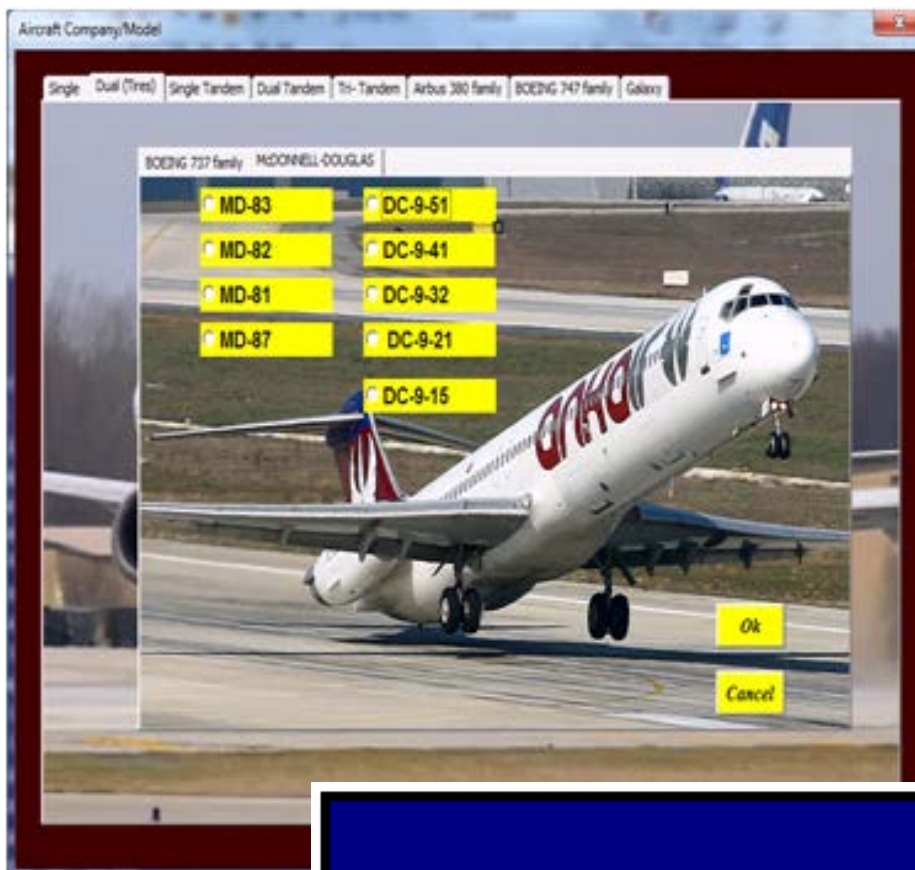 Aircraft Company/Model
Single Dual (Tires) Single Tandem Dual Tandem Tri- Tandem Airbus 380 family BOEING 747 family Galaxy
BOEING 737 family McDONNELL-DOUGLAS
MD-83 DC-9-51
MD-82 DC-9-41
MD-81 DC-9-32
MD-87 DC-9-21
DC-9-15
anKaIR
Ok
Cancel